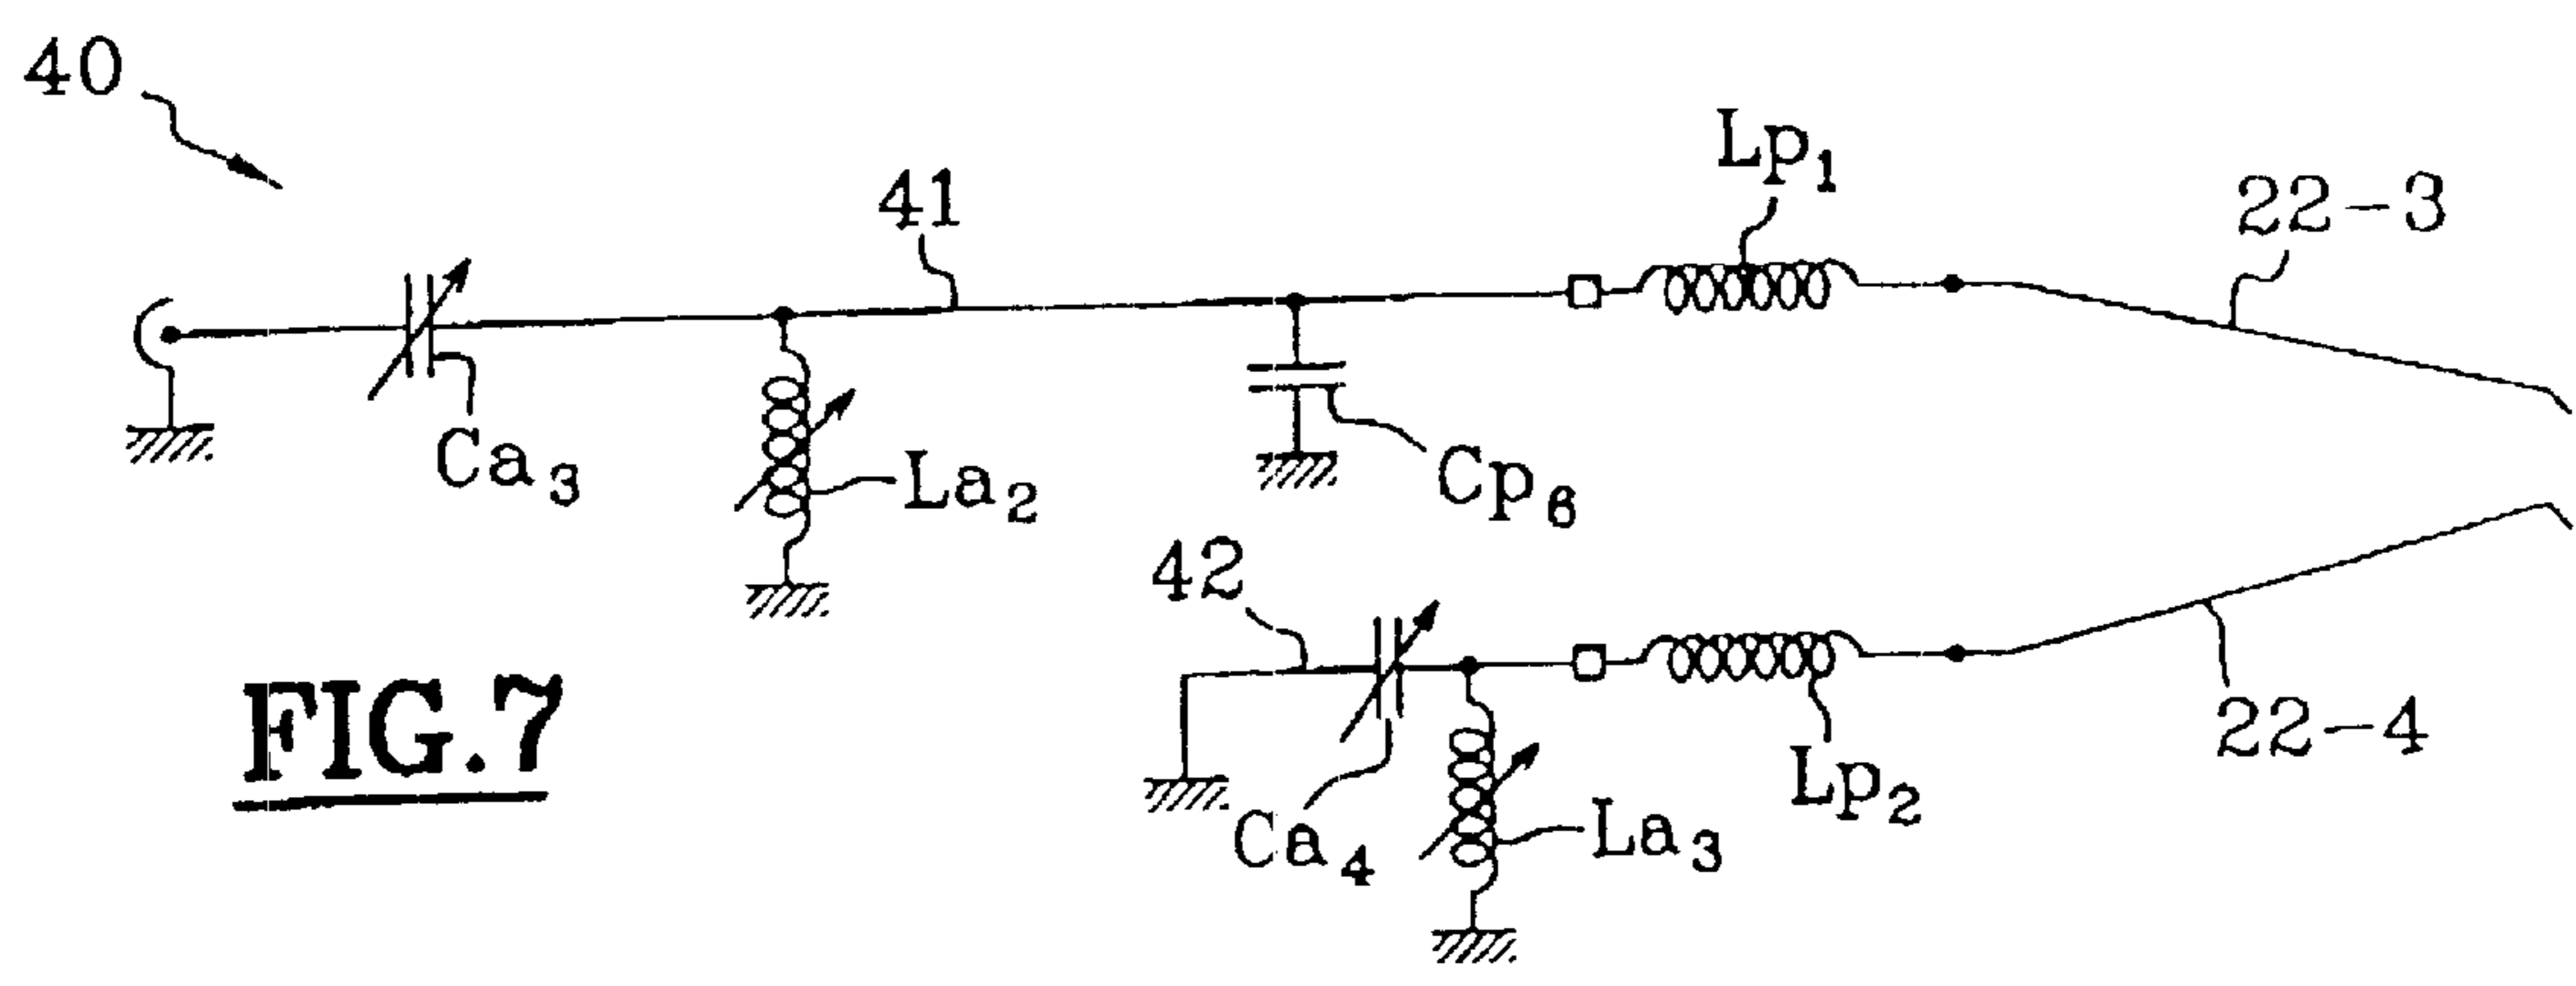 40
Lp₁
41
22-3
Ca₃
La₂
Cp₆
42
FIG.7
Ca₄
La₃
Lp₂
22-4